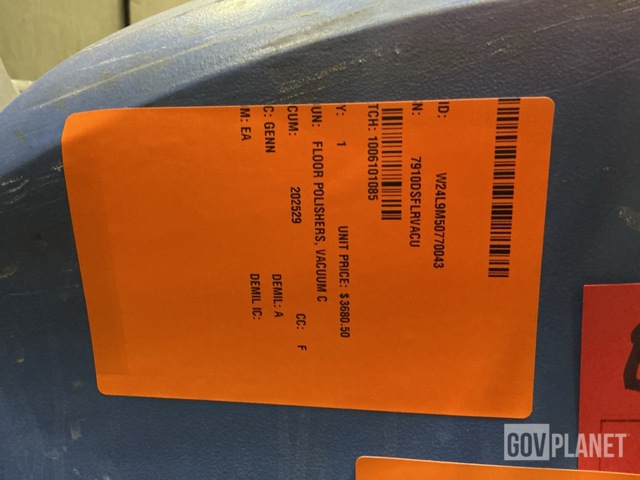 ID: W24L9M50770043
N: 7910DSFLRVACU
TCH: 1006101085
Y: 1 UNIT PRICE: $3680.50
UN: FLOOR POLISHERS, VACUUM C
CUM: 202529 CC: F
C: GENN DEMIL: A
M: EA DEMIL IC:
GOVPLANET